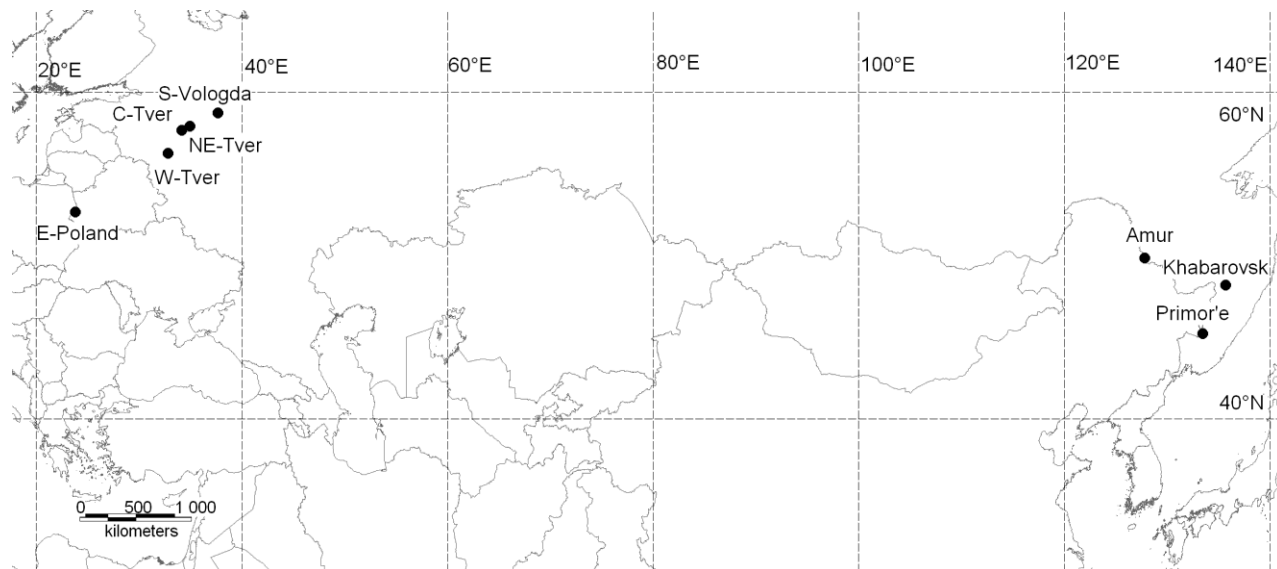 20°E
40°E
60°E
80°E
100°E
120°E
140°E
S-Vologda
C-Tver
60°N
NE-Tver
W-Tver
E-Poland
Amur
Khabarovsk
Primor'e
40°N
0 500 1 000
kilometers